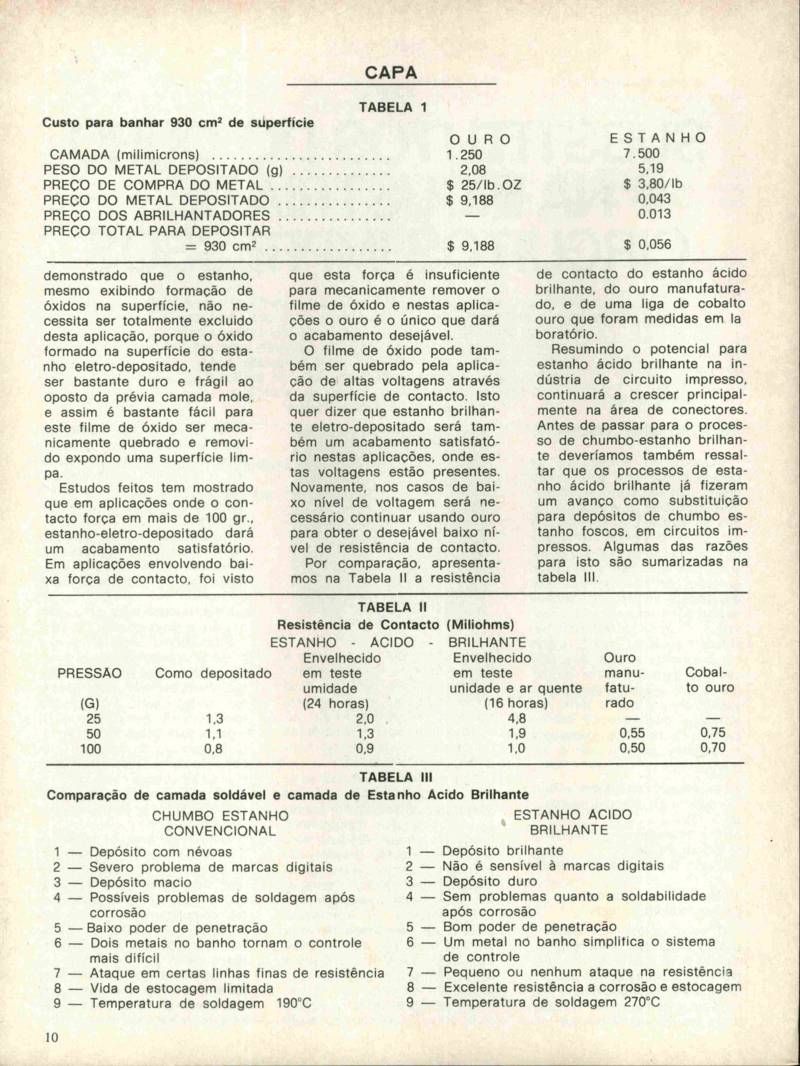 CAPA
TABELA 1
Custo para banhar 930 cm² de superfície
O U R O E S T A N H O
CAMADA (milimicrons) ......................... 1.250 7.500
PESO DO METAL DEPOSITADO (g) .............. 2,08 5,19
PREÇO DE COMPRA DO METAL ................. $ 25/lb.OZ $ 3,80/lb
PREÇO DO METAL DEPOSITADO ................ $ 9,188 0,043
PREÇO DOS ABRILHANTADORES ................ — 0.013
PREÇO TOTAL PARA DEPOSITAR
= 930 cm² .................. $ 9,188 $ 0,056
demonstrado que o estanho,
mesmo exibindo formação de
óxidos na superfície, não ne-
cessita ser totalmente excluido
desta aplicação, porque o óxido
formado na superfície do esta-
nho eletro-depositado, tende
ser bastante duro e frágil ao
oposto da prévia camada mole,
e assim é bastante fácil para
este filme de óxido ser meca-
nicamente quebrado e removi-
do expondo uma superfície lim-
pa.
Estudos feitos tem mostrado
que em aplicações onde o con-
tacto força em mais de 100 gr.,
estanho-eletro-depositado dará
um acabamento satisfatório.
Em aplicações envolvendo bai-
xa força de contacto, foi visto
que esta força é insuficiente
para mecanicamente remover o
filme de óxido e nestas aplica-
ções o ouro é o único que dará
o acabamento desejável.
O filme de óxido pode tam-
bém ser quebrado pela aplica-
ção de altas voltagens através
da superfície de contacto. Isto
quer dizer que estanho brilhan-
te eletro-depositado será tam-
bém um acabamento satisfató-
rio nestas aplicações, onde es-
tas voltagens estão presentes.
Novamente, nos casos de bai-
xo nível de voltagem será ne-
cessário continuar usando ouro
para obter o desejável baixo ní-
vel de resistência de contacto.
Por comparação, apresenta-
mos na Tabela II a resistência
de contacto do estanho ácido
brilhante, do ouro manufatura-
do, e de uma liga de cobalto
ouro que foram medidas em la
boratório.
Resumindo o potencial para
estanho ácido brilhante na in-
dústria de circuito impresso,
continuará a crescer principal-
mente na área de conectores.
Antes de passar para o proces-
so de chumbo-estanho brilhan-
te deveríamos também ressal-
tar que os processos de esta-
nho ácido brilhante já fizeram
um avanço como substituição
para depósitos de chumbo es-
tanho foscos, em circuitos im-
pressos. Algumas das razões
para isto são sumarizadas na
tabela III.
TABELA II
Resistência de Contacto (Miliohms)
ESTANHO - ACIDO - BRILHANTE
Envelhecido Envelhecido Ouro
PRESSÃO Como depositado em teste em teste manu- Cobal-
umidade unidade e ar quente fatu- to ouro
(G) (24 horas) (16 horas) rado
25 1,3 2,0 4,8 — —
50 1,1 1,3 1,9 0,55 0,75
100 0,8 0,9 1,0 0,50 0,70
TABELA III
Comparação de camada soldável e camada de Estanho Ácido Brilhante
CHUMBO ESTANHO
CONVENCIONAL
1 — Depósito com névoas
2 — Severo problema de marcas digitais
3 — Depósito macio
4 — Possíveis problemas de soldagem após
corrosão
5 — Baixo poder de penetração
6 — Dois metais no banho tornam o controle
mais difícil
7 — Ataque em certas linhas finas de resistência
8 — Vida de estocagem limitada
9 — Temperatura de soldagem 190°C
ESTANHO ACIDO
BRILHANTE
1 — Depósito brilhante
2 — Não é sensível à marcas digitais
3 — Depósito duro
4 — Sem problemas quanto a soldabilidade
após corrosão
5 — Bom poder de penetração
6 — Um metal no banho simplifica o sistema
de controle
7 — Pequeno ou nenhum ataque na resistência
8 — Excelente resistência a corrosão e estocagem
9 — Temperatura de soldagem 270°C
10